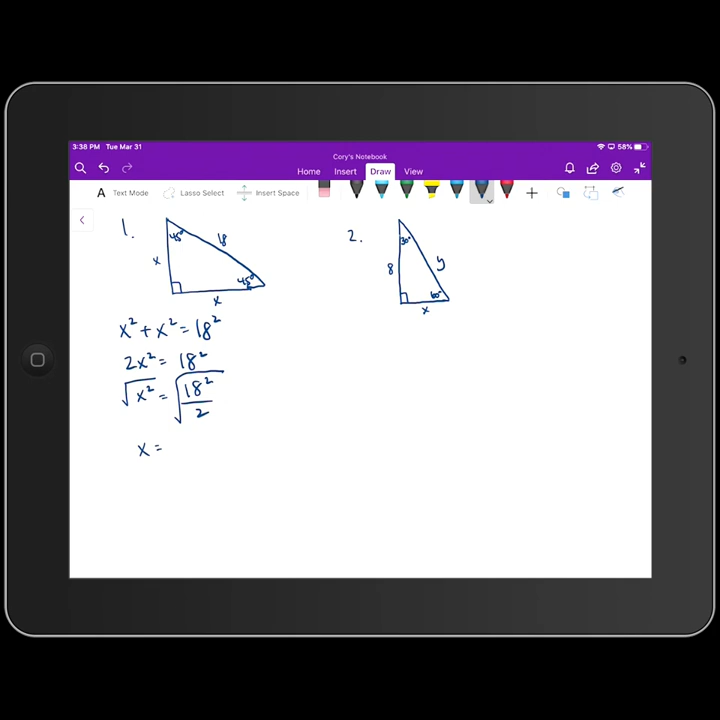 3:38 PM Tue Mar 31
58%
Cory's Notebook
Home Insert Draw View
A Text Mode Lasso Select Insert Space
1.
45°
18
x
45°
x
x² + x² = 18²
2x² = 18²
√x² = √18²/2
x =
2.
30°
8
y
60°
x